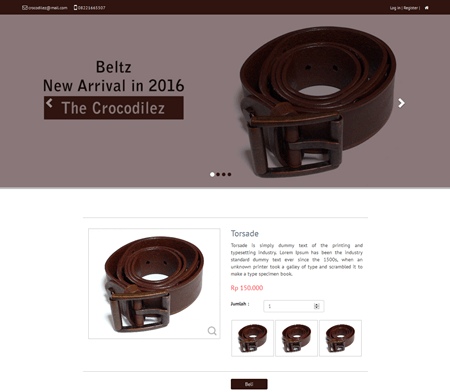 crocodilez@mail.com 08221665507 Log in | Register |
Beltz
New Arrival in 2016
The Crocodilez
Torsade
Torsade is simply dummy text of the printing and
typesetting industry. Lorem Ipsum has been the industry
standard dummy text ever since the 1500s, when an
unknown printer took a galley of type and scrambled it to
make a type specimen book.
Rp 150,000
Jumlah : 1
Beli